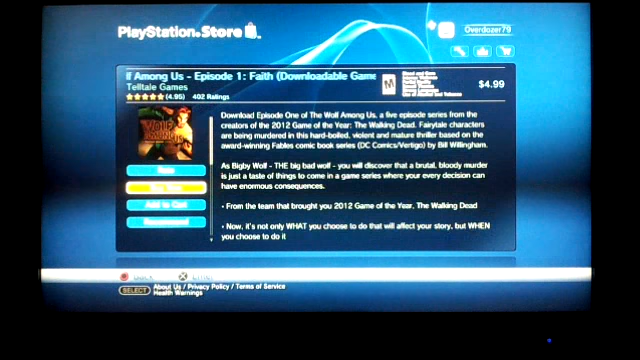 PlayStation®Store
Overdozer79
lf Among Us - Episode 1: Faith (Downloadable Game
Telltale Games
(4.95) 402 Ratings
M
$4.99
Download Episode One of The Wolf Among Us, a five episode series from the
creators of the 2012 Game of the Year: The Walking Dead. Fairytale characters
are being murdered in this hard-boiled, violent and mature thriller based on the
award-winning Fables comic book series (DC Comics/Vertigo) by Bill Willingham.
As Bigby Wolf - THE big bad wolf - you will discover that a brutal, bloody murder
is just a taste of things to come in a game series where your every decision can
have enormous consequences.
• From the team that brought you 2012 Game of the Year, The Walking Dead
• Now, it's not only WHAT you choose to do that will affect your story, but WHEN
you choose to do it
WOLF
AMONG US
Rate
Buy Now
Add to Cart
Recommend
Back
Enter
SELECT
About Us / Privacy Policy / Terms of Service
Health Warnings